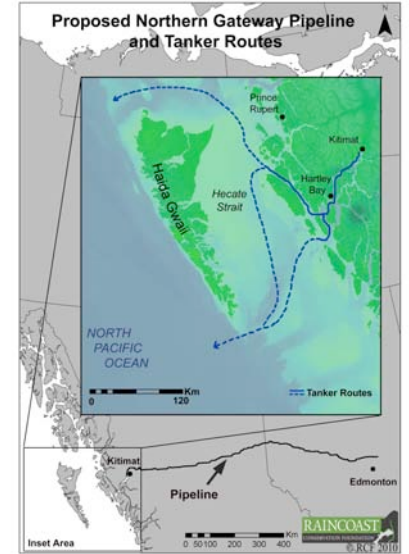 Proposed Northern Gateway Pipeline
and Tanker Routes
N
Prince
Rupert
Kitimat
Hartley
Bay
Haida Gwaii
Hecate
Strait
NORTH
PACIFIC
OCEAN
Km
0 120
Tanker Routes
Kitimat
Pipeline
Edmonton
Inset Area
Km
0 50 100 200 300 400
RAINCOAST
CONSERVATION FOUNDATION
© RCF 2010